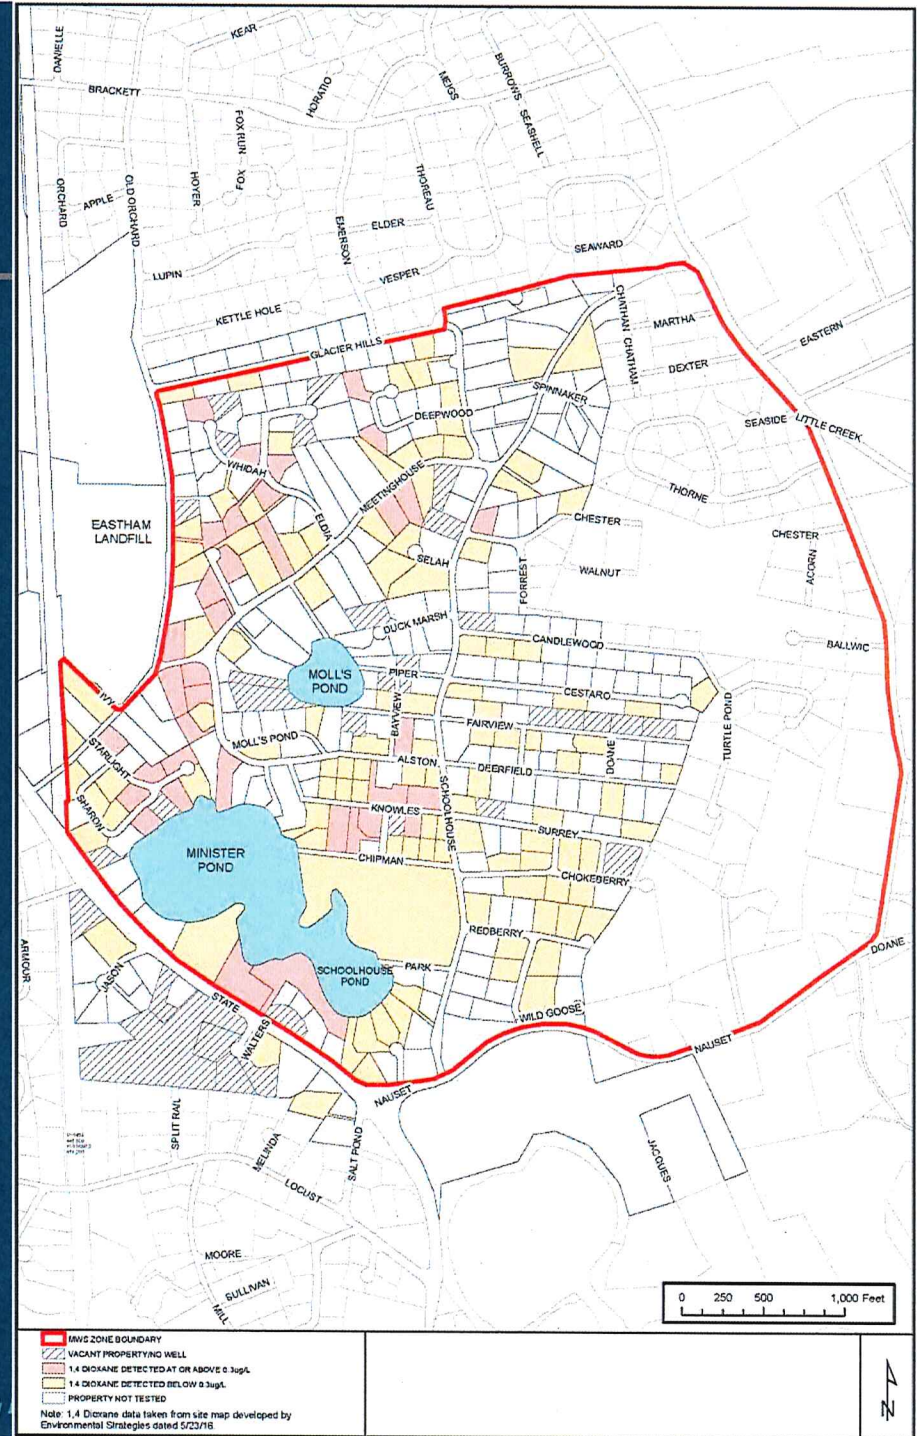 DANIELLE
KEAR
BRACKETT
HORATIO
MEIGS
BURROWS
SEASHELL
FOX RUN
FOX
HOYER
ORCHARD
APPLE
OLD ORCHARD
THOREAU
ELDER
EMERSON
SEAWARD
LUPIN
VESPER
KETTLE HOLE
CHATHAN
CHATHAM
MARTHA
EASTERN
GLACIER HILLS
DEXTER
SPINNAKER
DEEPWOOD
SEASIDE
LITTLE CREEK
WHIDAH
MEETINGHOUSE
THORNE
EASTHAM
LANDFILL
ELDIA
CHESTER
CHESTER
SELAH
FORREST
WALNUT
ACORN
DUCK MARSH
CANDLEWOOD
BALLWIC
MOLL'S
POND
PIPER
CESTARO
IVY
BAYVIEW
FAIRVIEW
TURTLE POND
MOLL'S POND
DOANE
STARLIGHT
ALSTON
DEERFIELD
SHARON
KNOWLES
SCHOOLHOUSE
SURREY
MINISTER
POND
CHIPMAN
CHOKEBERRY
REDBERRY
DOANE
ARMOUR
JASON
SCHOOLHOUSE
POND
PARK
STATE
WILD GOOSE
WALTERS
NAUSET
NAUSET
SPLIT RAIL
MELINDA
SALT POND
JACQUES
LOCUST
MOORE
SULLIVAN
MILL
0 250 500 1,000 Feet
MWS ZONE BOUNDARY
VACANT PROPERTY/NO WELL
1,4 DIOXANE DETECTED AT OR ABOVE 0.3ug/L
1,4 DIOXANE DETECTED BELOW 0.3ug/L
PROPERTY NOT TESTED
Note: 1,4 Dioxane data taken from site map developed by
Environmental Strategies dated 5/23/16
N